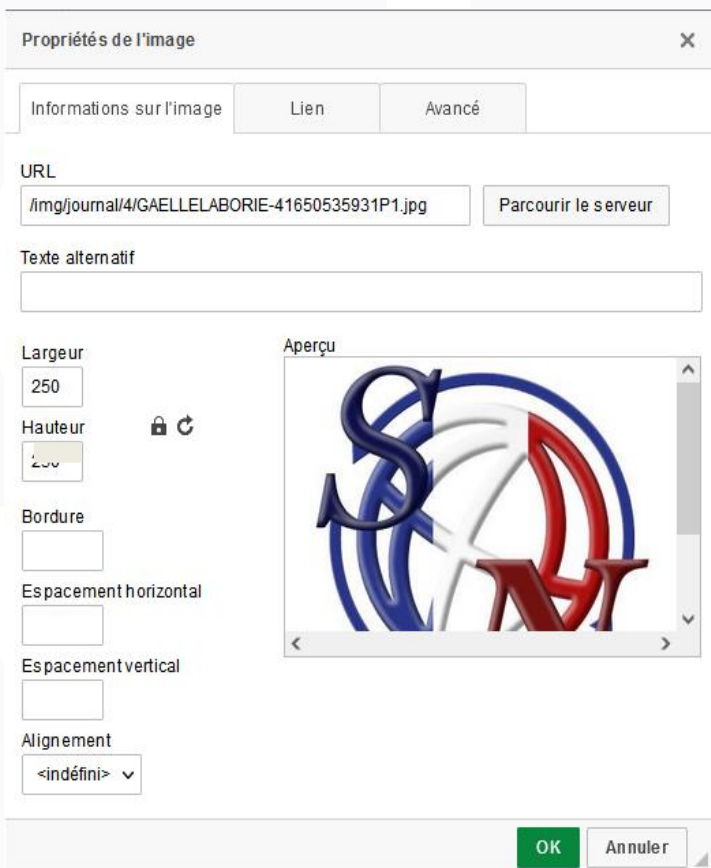 Propriétés de l'image
Informations sur l'image
Lien
Avancé
URL
/img/journal/4/GAELLELABORIE-41650535931P1.jpg
Parcourir le serveur
Texte alternatif
Largeur
250
Aperçu
S
N
Hauteur
Bordure
Espacement horizontal
Espacement vertical
Alignement
<indéfini>
OK
Annuler